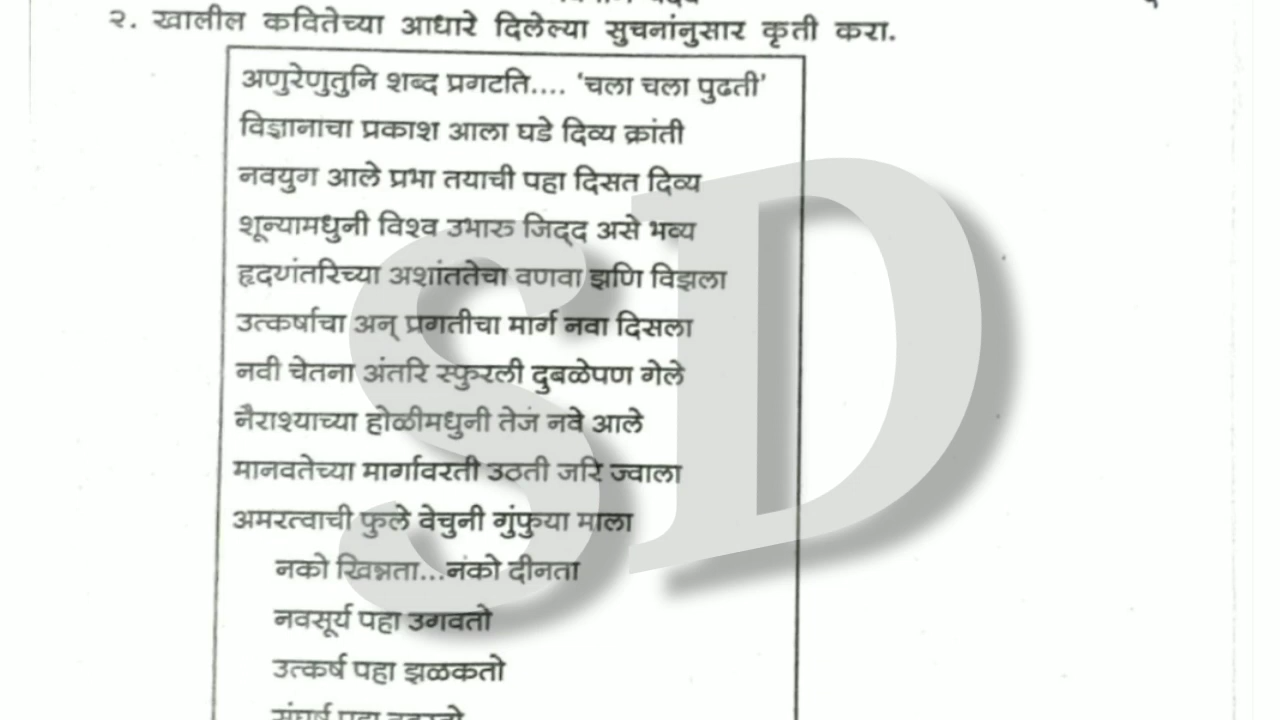 २. खालील कवितेच्या आधारे दिलेल्या सुचनांनुसार कृती करा.
अणुरेणुतुनि शब्द प्रगटति.... 'चला चला पुढती'
विज्ञानाचा प्रकाश आला घडे दिव्य क्रांती
नवयुग आले प्रभा तयाची पहा दिसत दिव्य
शून्यामधुनी विश्व उभारु जिद्द असे भव्य
हृदयांतरिच्या अशांततेचा वणवा झणि विझला
उत्कर्षाचा अन् प्रगतीचा मार्ग नवा दिसला
नवी चेतना अंतरि स्फुरली दुबळेपण गेले
नैराश्याच्या होळीमधुनी तेज नवे आले
मानवतेच्या मार्गावरती उठती जरि ज्वाला
अमरत्वाची फुले वेचुनी गुंफुया माला
नको खिन्नता...नको दीनता
नवसूर्य पहा उगवतो
उत्कर्ष पहा झळकतो
SD